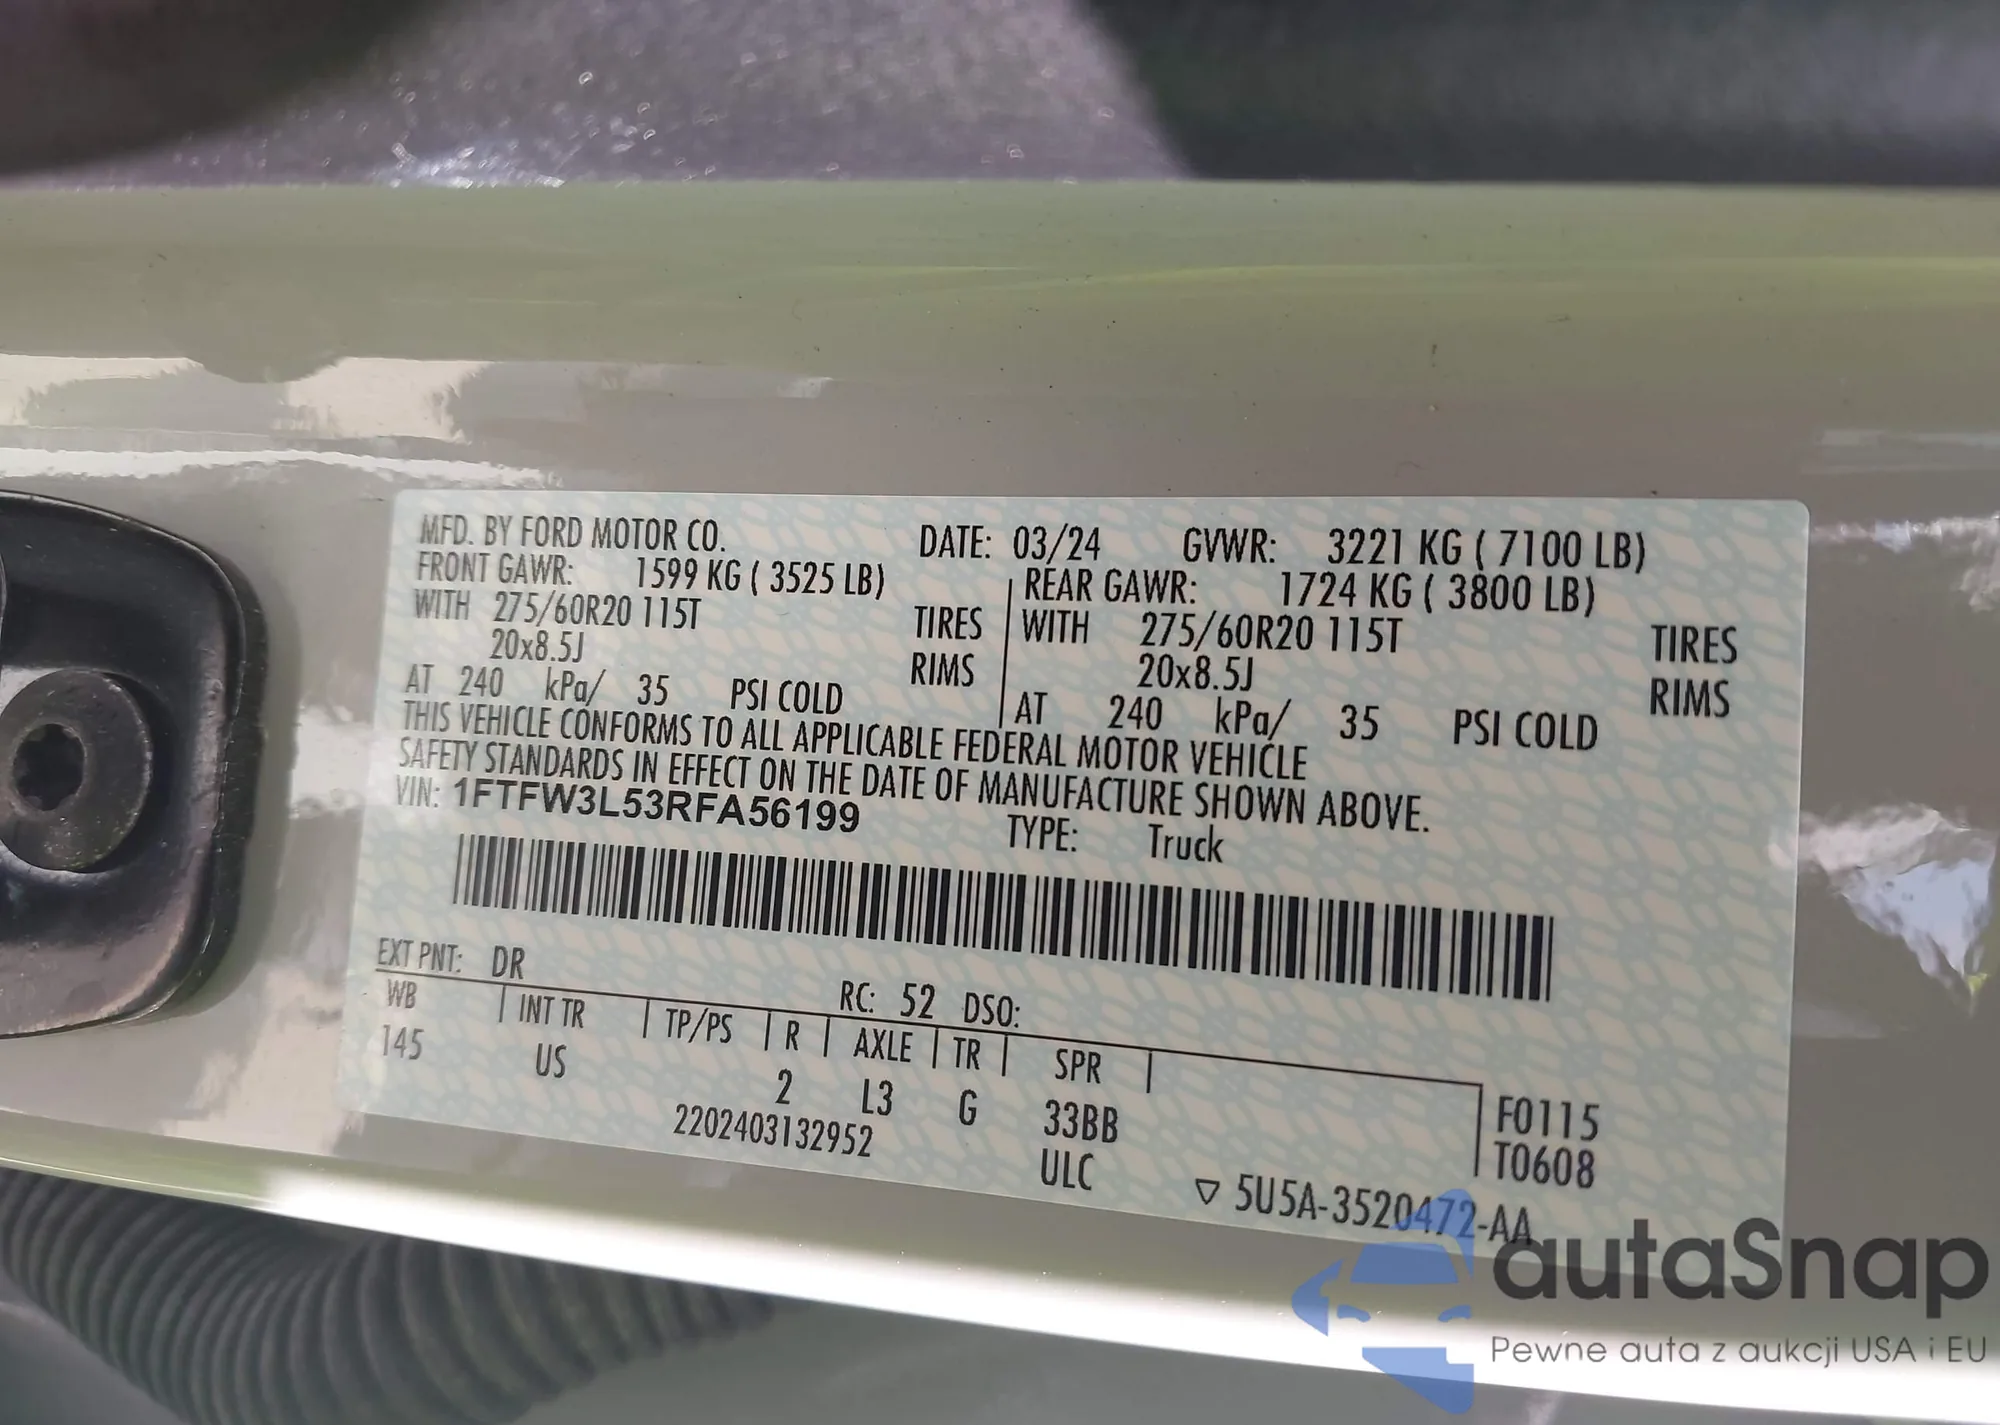 MFD. BY FORD MOTOR CO. DATE: 03/24 GVWR: 3221 KG ( 7100 LB)
FRONT GAWR: 1599 KG ( 3525 LB) REAR GAWR: 1724 KG ( 3800 LB)
WITH 275/60R20 115T TIRES WITH 275/60R20 115T TIRES
20x8.5J RIMS 20x8.5J RIMS
AT 240 kPa/ 35 PSI COLD AT 240 kPa/ 35 PSI COLD
THIS VEHICLE CONFORMS TO ALL APPLICABLE FEDERAL MOTOR VEHICLE
SAFETY STANDARDS IN EFFECT ON THE DATE OF MANUFACTURE SHOWN ABOVE.
VIN: 1FTFW3L53RFA56199 TYPE: Truck
EXT PNT: DR RC: 52 DSO:
WB INT TR TP/PS R AXLE TR SPR
145 US 2 L3 G 33BB F0115
2202403132952 ULC T0608
▽ 5U5A-3520472-AA
autaSnap
Pewne auta z aukcji USA i EU